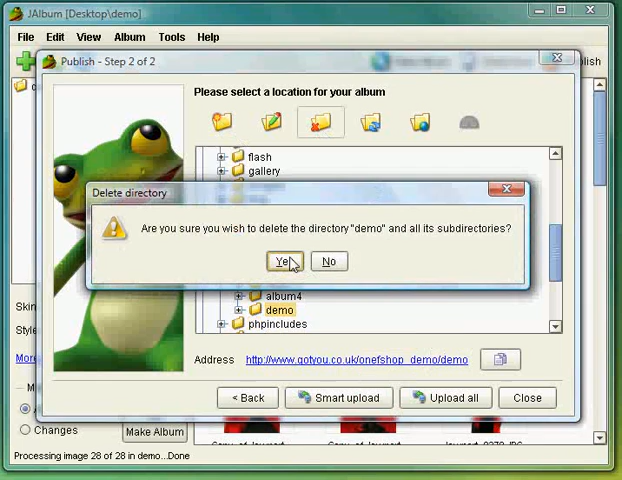 JAlbum [Desktop\demo]
File Edit View Album Tools Help
Publish - Step 2 of 2
Please select a location for your album
flash
gallery
Delete directory
Are you sure you wish to delete the directory "demo" and all its subdirectories?
Yes No
album4
demo
phpincludes
Address http://www.gotyou.co.uk/onefshop_demo/demo
< Back Smart upload Upload all Close
Changes
Make Album
Processing image 28 of 28 in demo...Done